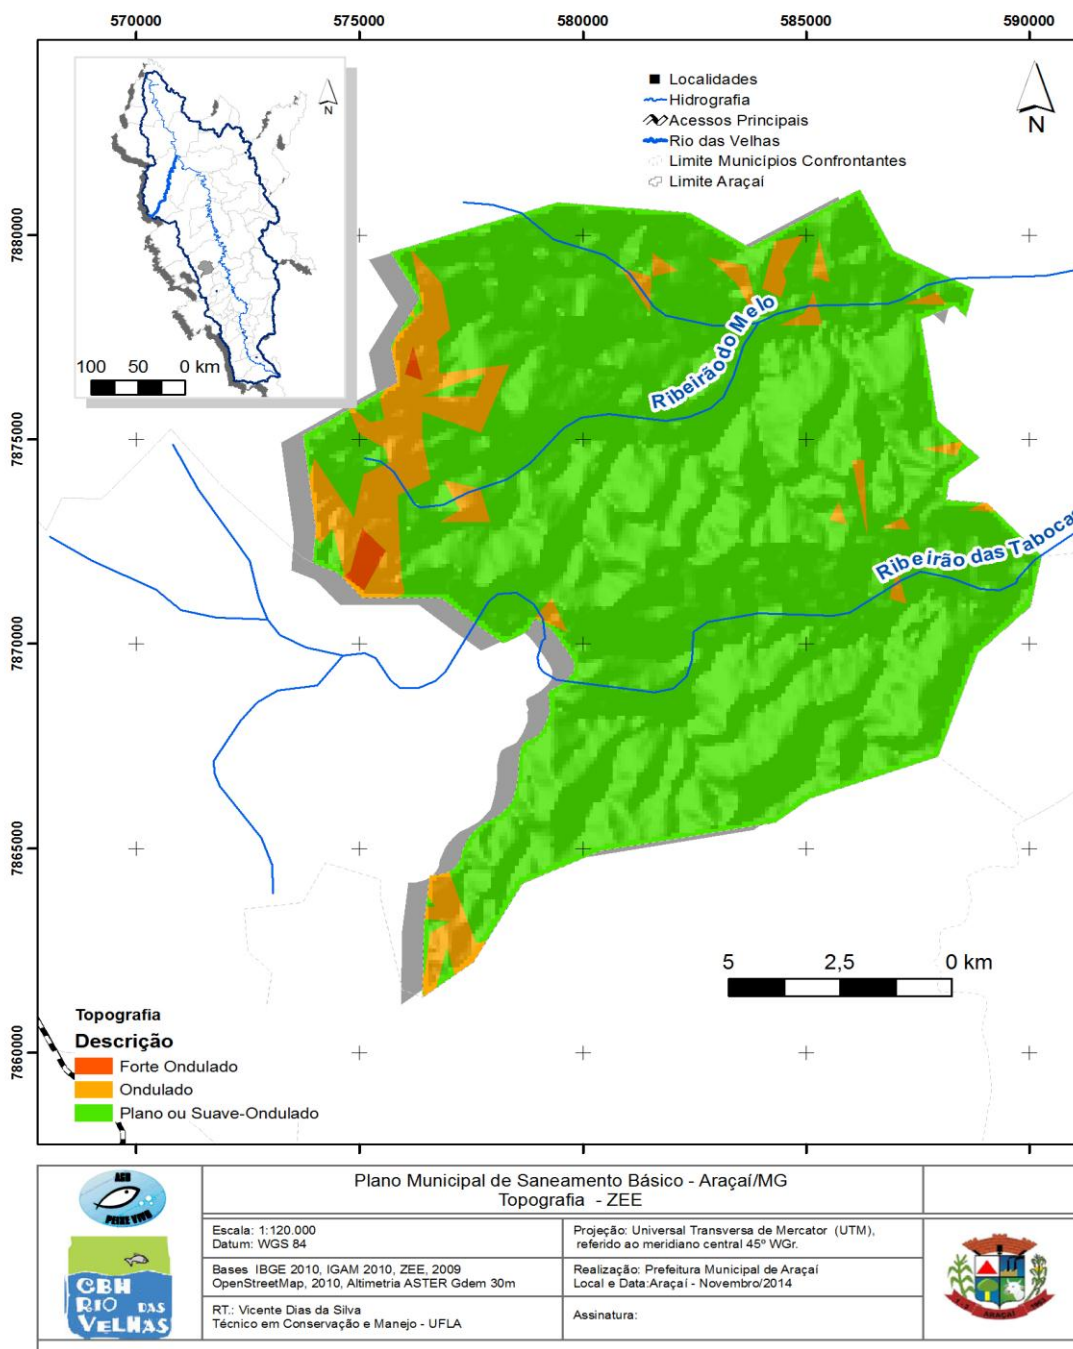 570000
575000
580000
585000
590000
7880000
7875000
7870000
7865000
7860000
N
100 50 0 km
Localidades
Hidrografia
Acessos Principais
Rio das Velhas
Limite Municípios Confrontantes
Limite Araçaí
N
Ribeirão do Melo
Ribeirão das Tabocas
5 2,5 0 km
Topografia
Descrição
Forte Ondulado
Ondulado
Plano ou Suave-Ondulado
AGB
PEIXE VIVO
CBH
RIO DAS
VELHAS
Plano Municipal de Saneamento Básico - Araçaí/MG
Topografia - ZEE
Escala: 1:120.000
Datum: WGS 84
Projeção: Universal Transversa de Mercator (UTM),
referido ao meridiano central 45º WGr.
Bases IBGE 2010, IGAM 2010, ZEE, 2009
OpenStreetMap, 2010, Altimetria ASTER Gdem 30m
Realização: Prefeitura Municipal de Araçaí
Local e Data:Araçaí - Novembro/2014
RT.: Vicente Dias da Silva
Técnico em Conservação e Manejo - UFLA
Assinatura:
ARAÇAÍ